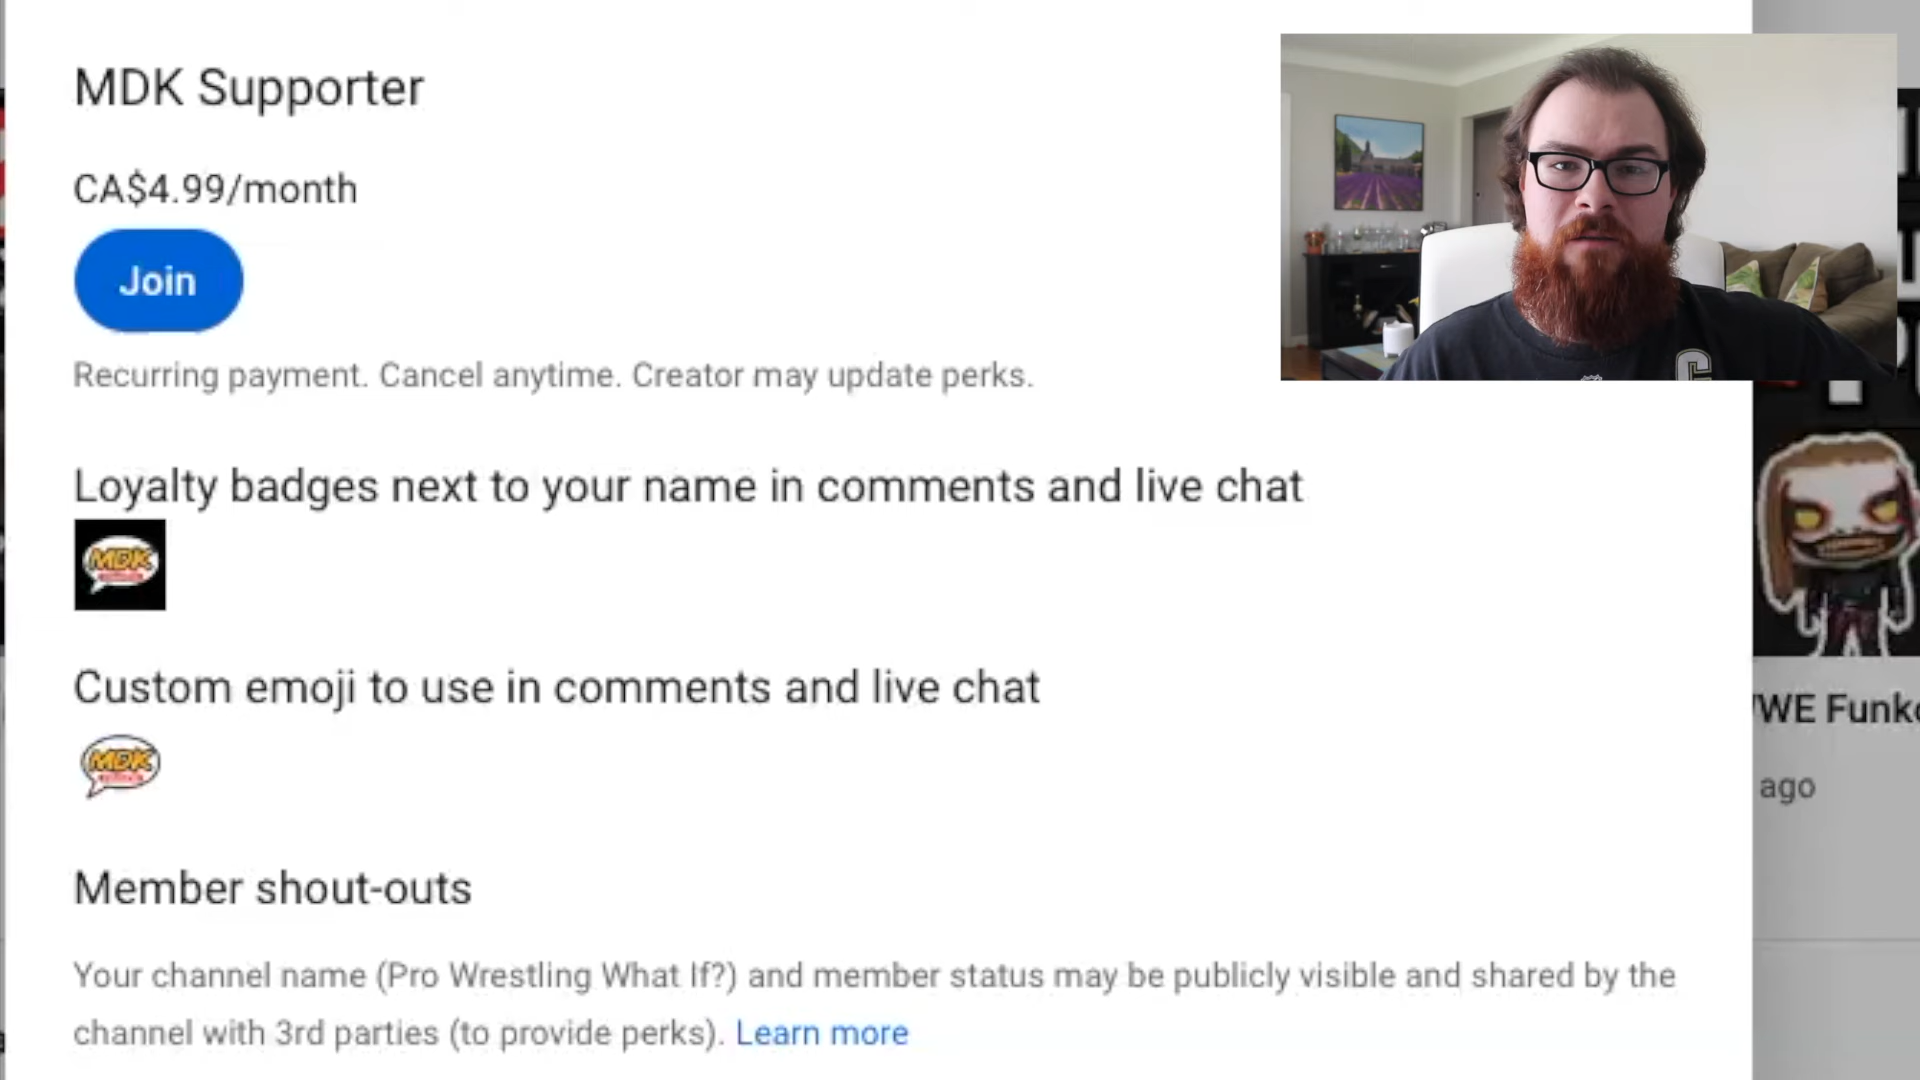 MDK Supporter
CA$4.99/month
Join
Recurring payment. Cancel anytime. Creator may update perks.
Loyalty badges next to your name in comments and live chat
MDK
Custom emoji to use in comments and live chat
MDK
Member shout-outs
Your channel name (Pro Wrestling What If?) and member status may be publicly visible and shared by the
channel with 3rd parties (to provide perks). Learn more
WWE Funko
ago